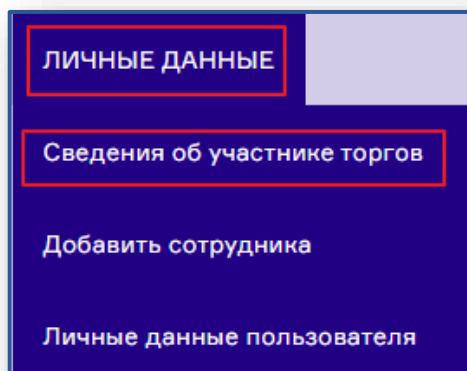 ЛИЧНЫЕ ДАННЫЕ
Сведения об участнике торгов
Добавить сотрудника
Личные данные пользователя